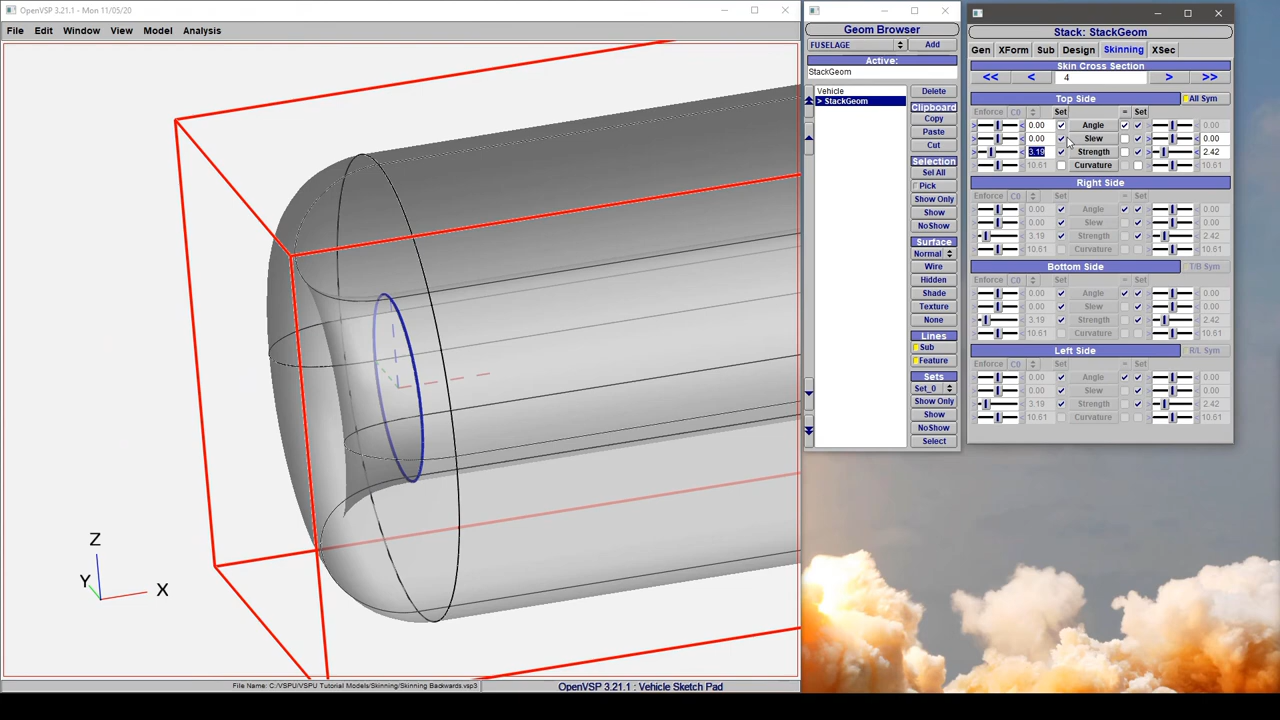 OpenVSP 3.21.1 - Mon 11/05/20
File Edit Window View Model Analysis
Z
Y
X
File Name: C:/VSPU/VSPU Tutorial Models/Skinning/Skinning Backwards.vsp3
OpenVSP 3.21.1 : Vehicle Sketch Pad
Geom Browser
FUSELAGE Add
Active:
StackGeom
Vehicle
> StackGeom
Delete
Clipboard
Copy
Paste
Cut
Selection
Sel All
Pick
Show Only
Show
NoShow
Surface
Normal
Wire
Hidden
Shade
Texture
None
Lines
Sub
Feature
Sets
Set_0
Show Only
Show
NoShow
Select
Stack: StackGeom
Gen XForm Sub Design Skinning XSec
Skin Cross Section
<< < 4 > >>
Top Side All Sym
Enforce C0 Set = Set
> < 0.00 Angle > < 0.00
> < 0.00 Slew > < 0.00
> < 3.19 Strength > < 2.42
> < 10.61 Curvature > < 10.61
Right Side
Enforce C0 Set = Set
> < 0.00 Angle > < 0.00
> < 0.00 Slew > < 0.00
> < 3.19 Strength > < 2.42
> < 10.61 Curvature > < 10.61
Bottom Side T/B Sym
Enforce C0 Set = Set
> < 0.00 Angle > < 0.00
> < 0.00 Slew > < 0.00
> < 3.19 Strength > < 2.42
> < 10.61 Curvature > < 10.61
Left Side R/L Sym
Enforce C0 Set = Set
> < 0.00 Angle > < 0.00
> < 0.00 Slew > < 0.00
> < 3.19 Strength > < 2.42
> < 10.61 Curvature > < 10.61